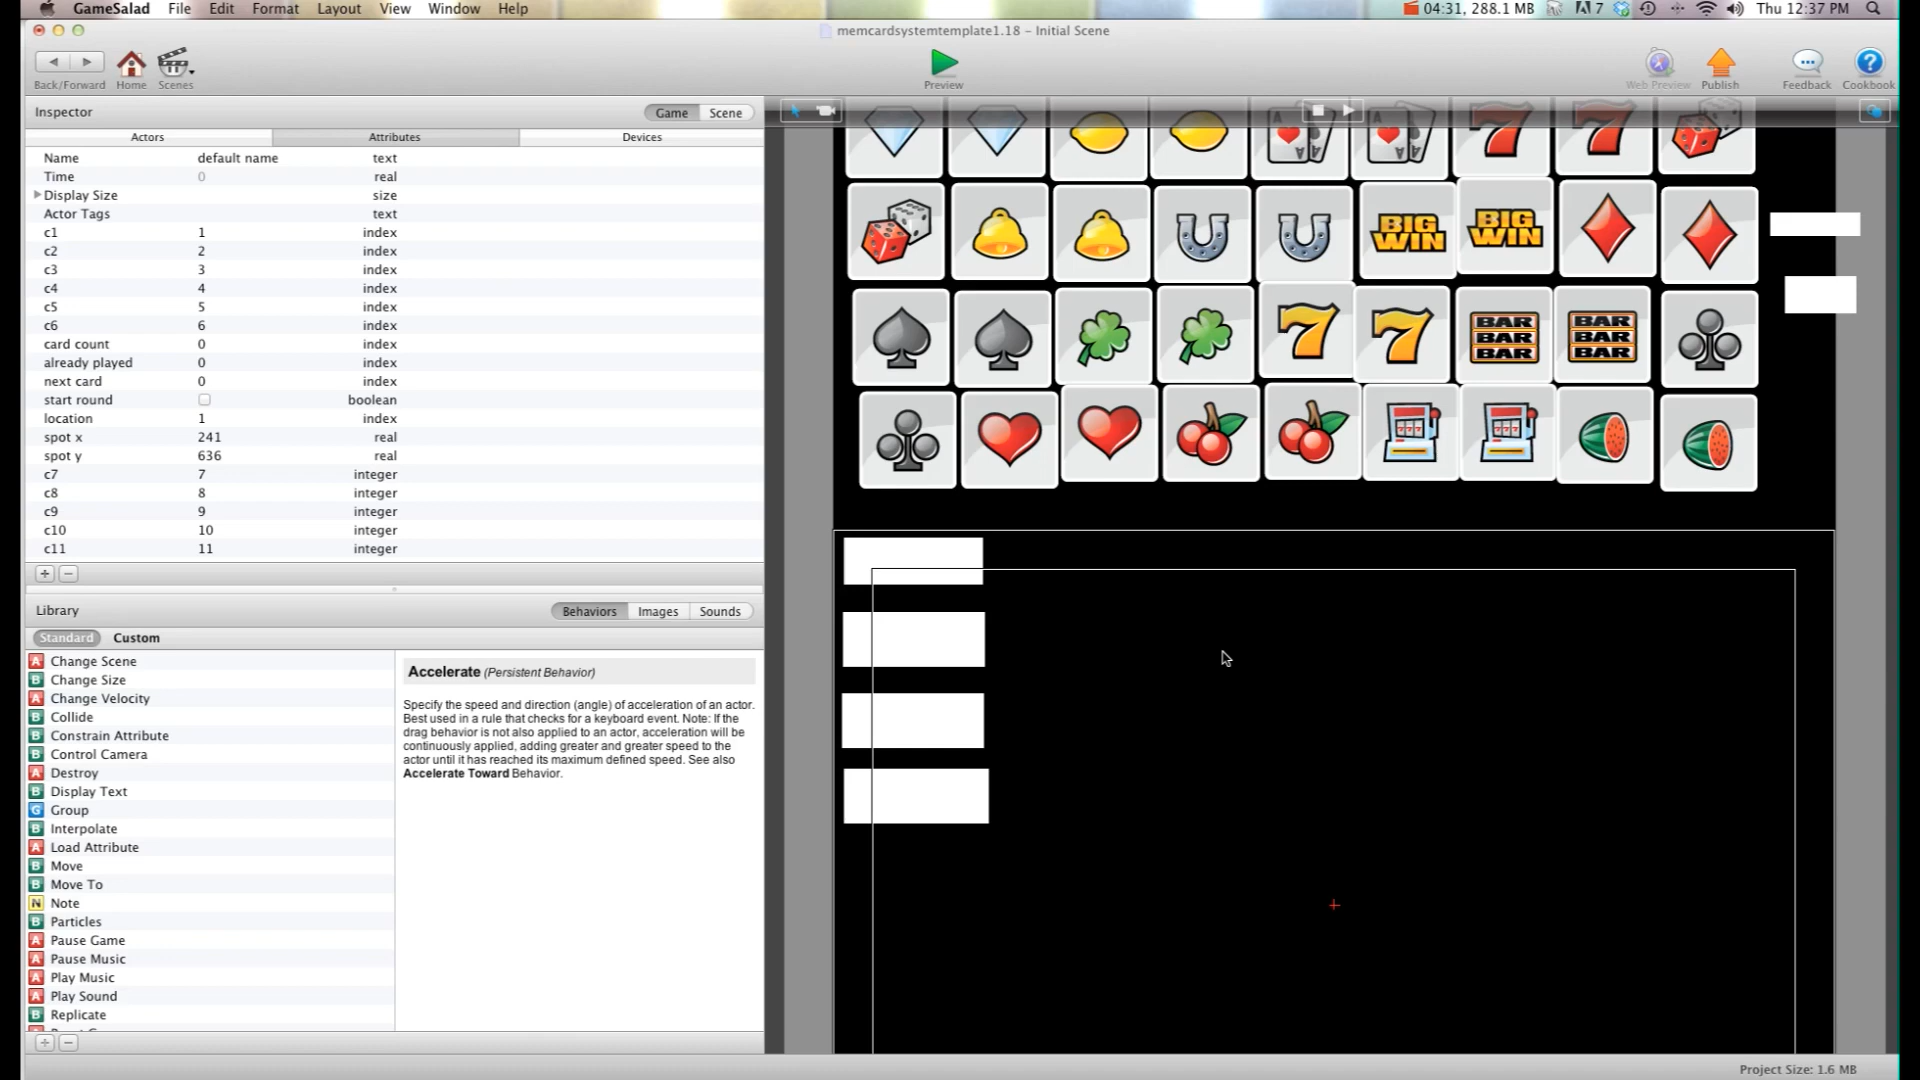 GameSalad File Edit Format Layout View Window Help 04:31, 288.1 MB 7 Thu 12:37 PM
memcardsystemtemplate1.18 – Initial Scene
Back/Forward Home Scenes Preview Web Preview Publish Feedback Cookbook
Inspector Game Scene
Actors Attributes Devices
Name default name text
Time 0 real
Display Size size
Actor Tags text
c1 1 index
c2 2 index
c3 3 index
c4 4 index
c5 5 index
c6 6 index
card count 0 index
already played 0 index
next card 0 index
start round boolean
location 1 index
spot x 241 real
spot y 636 real
c7 7 integer
c8 8 integer
c9 9 integer
c10 10 integer
c11 11 integer
Library Behaviors Images Sounds
Standard Custom
A Change Scene
B Change Size
A Change Velocity
B Collide
B Constrain Attribute
B Control Camera
A Destroy
B Display Text
G Group
B Interpolate
A Load Attribute
B Move
B Move To
N Note
B Particles
A Pause Game
A Pause Music
A Play Music
A Play Sound
B Replicate
Accelerate (Persistent Behavior)
Specify the speed and direction (angle) of acceleration of an actor.
Best used in a rule that checks for a keyboard event. Note: If the
drag behavior is not also applied to an actor, acceleration will be
continuously applied, adding greater and greater speed to the
actor until it has reached its maximum defined speed. See also
Accelerate Toward Behavior.
A A 7 7
BIG WIN BIG WIN
7 7 BAR BAR BAR BAR BAR BAR
Project Size: 1.6 MB